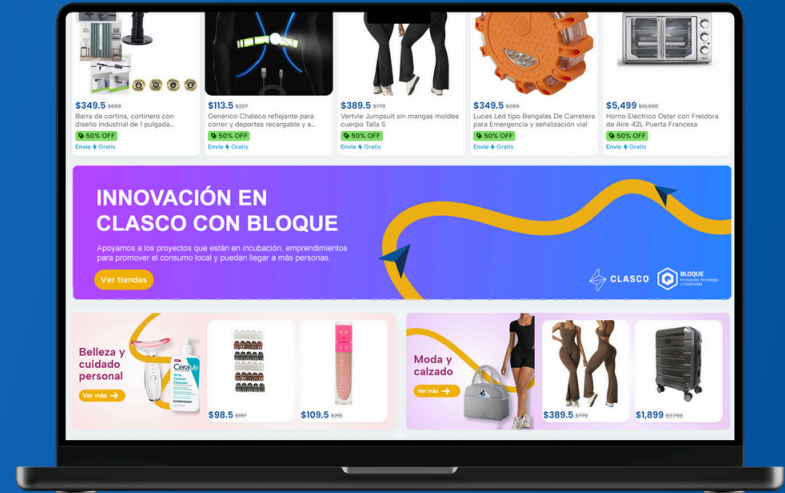 $349.5 $699
Barra de cortina, cortinero con
diseño industrial de 1 pulgada...
50% OFF
Envío Gratis
$113.5 $227
Genérico Chaleco reflejante para
correr y deportes recargable y a...
50% OFF
Envío Gratis
$389.5 $779
Vertvie Jumpsuit sin mangas moldea
cuerpo Talla S
50% OFF
Envío Gratis
$349.5 $699
Luces Led tipo Bengalas De Carretera
para Emergencia y señalización vial
50% OFF
Envío Gratis
$5,499 $10,998
Horno Eléctrico Oster con Freidora
de Aire 42L Puerta Francesa
50% OFF
Envío Gratis
INNOVACIÓN EN
CLASCO CON BLOQUE
Apoyamos a los proyectos que están en incubación, emprendimientos
para promover el consumo local y puedan llegar a más personas.
Ver tiendas
CLASCO
BLOQUE
Innovación, Tecnología
y Creatividad
Belleza y
cuidado
personal
Ver más
CeraVe
$98.5 $197
$109.5 $219
Moda y
calzado
Ver más
$389.5 $779
$1,899 $3,798